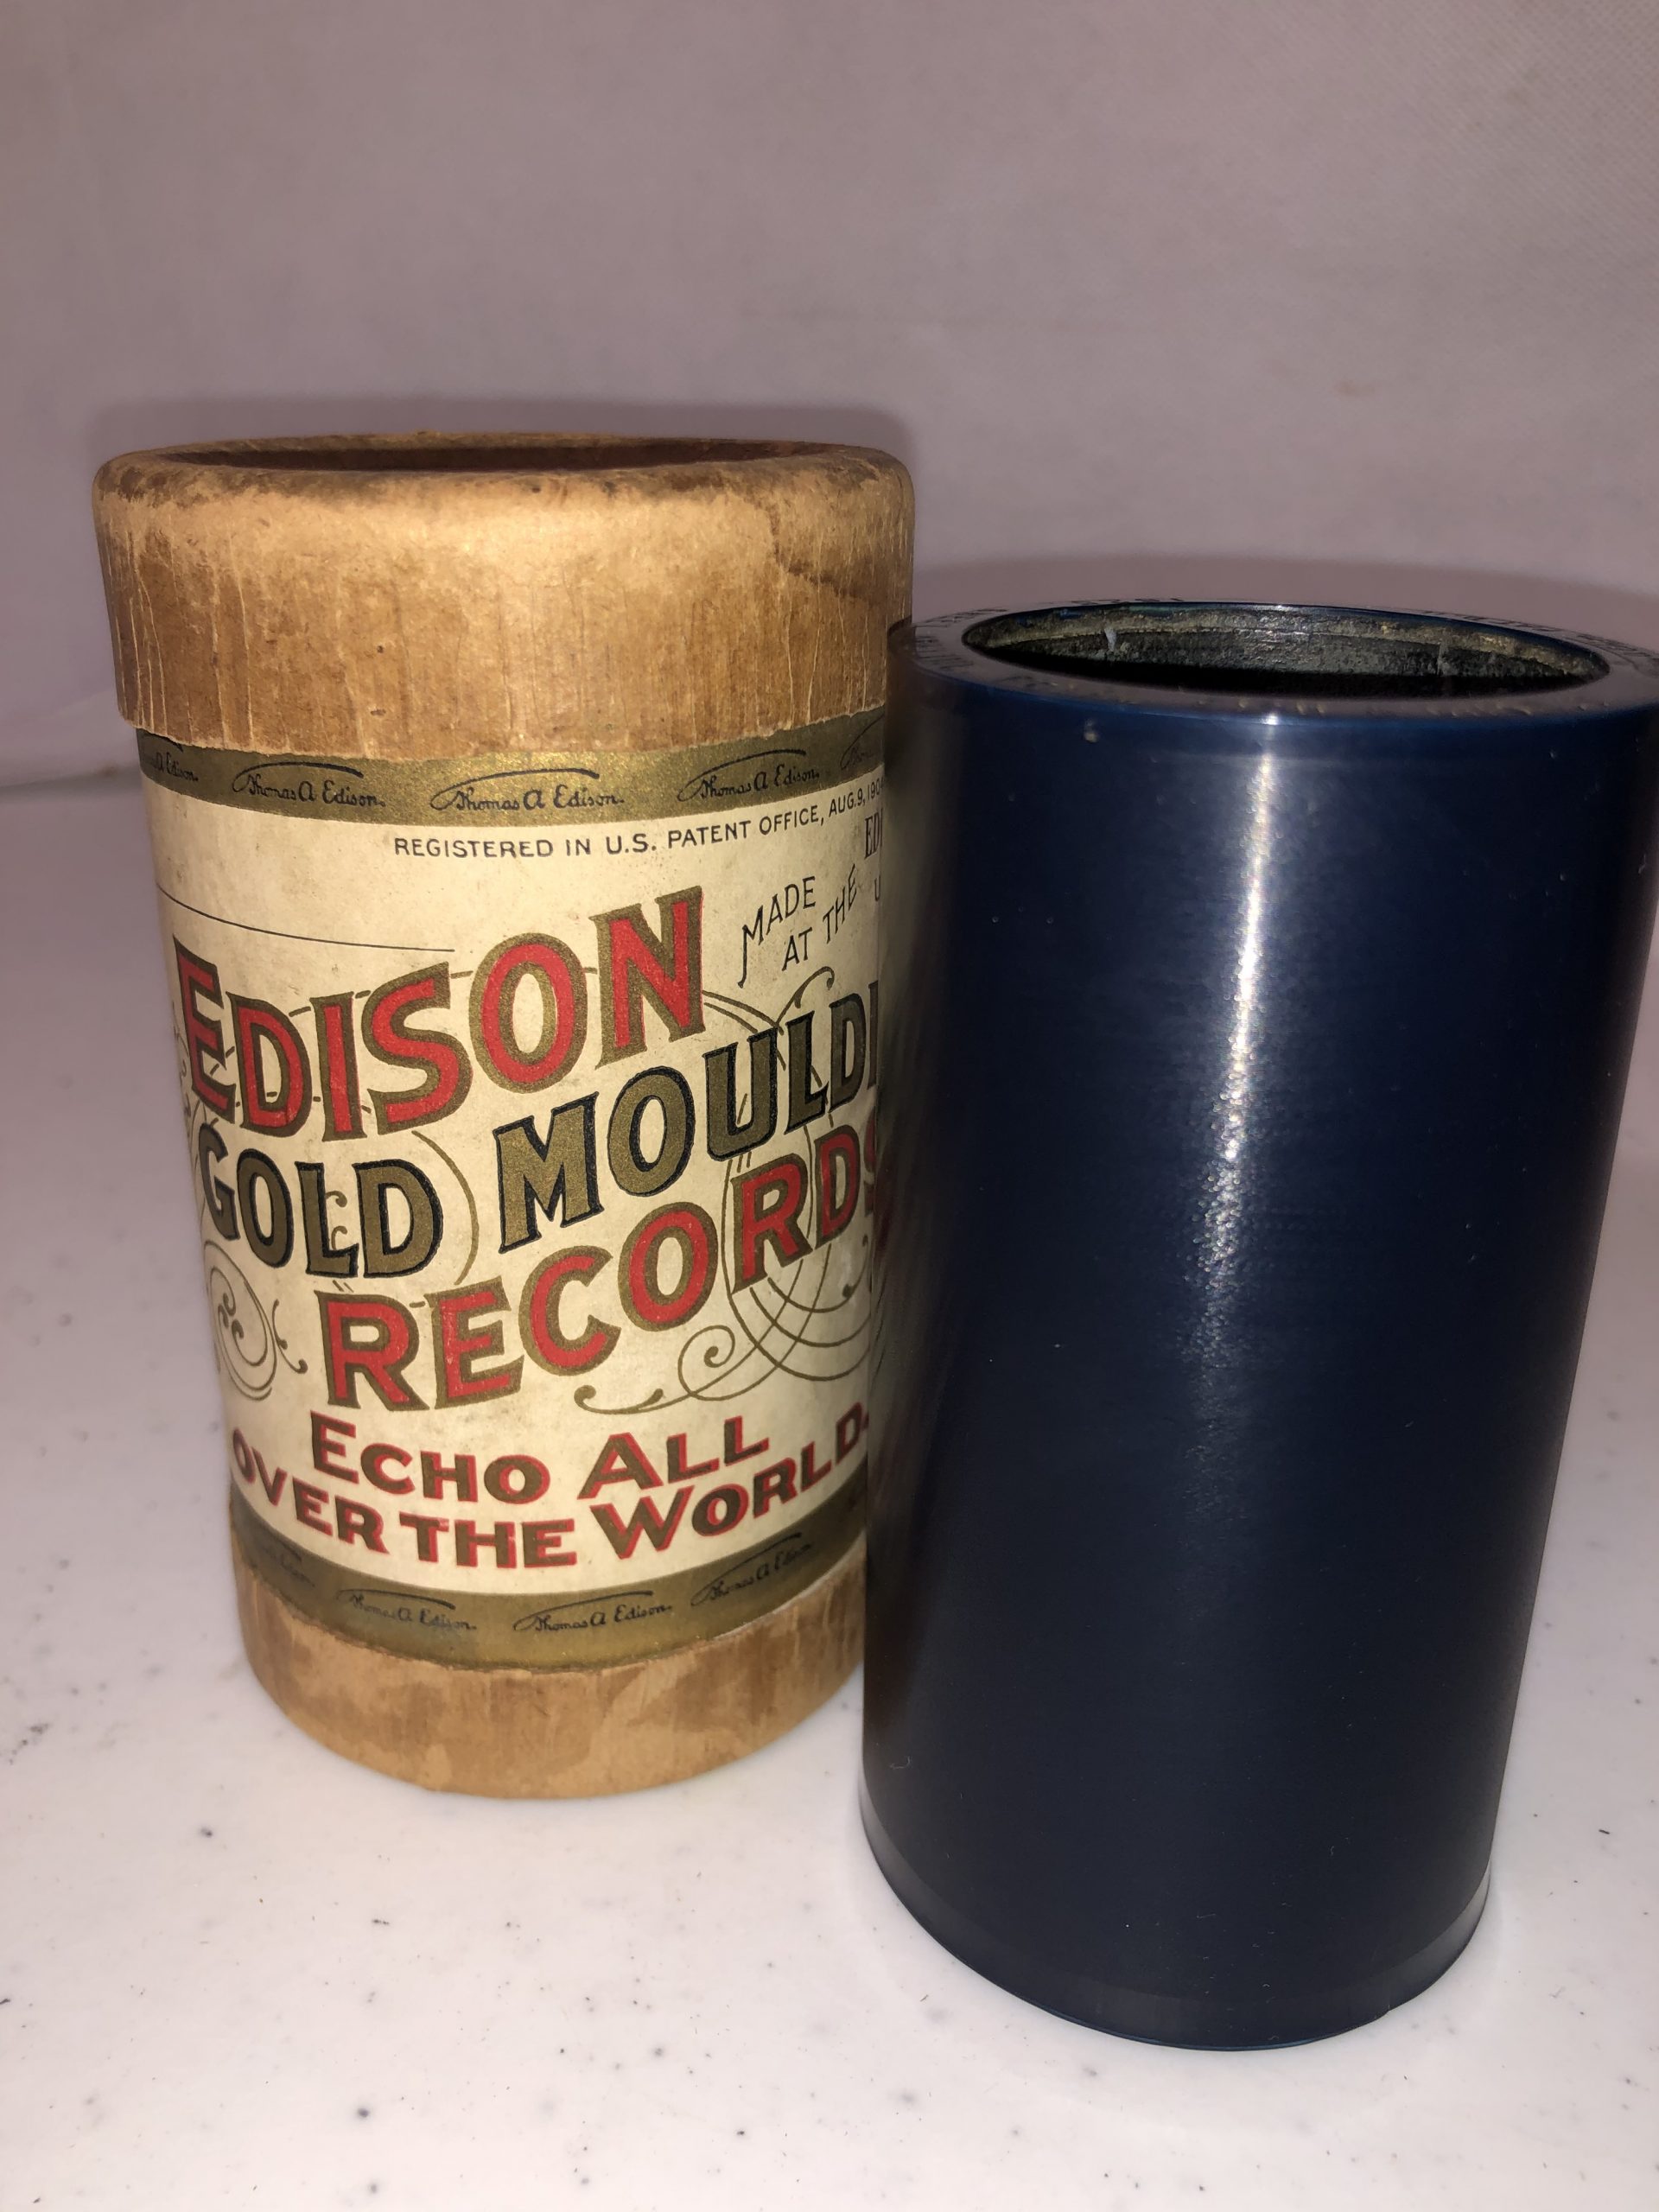 Thomas A Edison. Thomas A Edison. Thomas A Edison.
REGISTERED IN U.S. PATENT OFFICE, AUG. 9, 190
MADE
AT THE
EDISON
GOLD MOULD
RECORDS
ECHO ALL
OVER THE WORLD.
Thomas A Edison. Thomas A Edison. Thomas A Edison